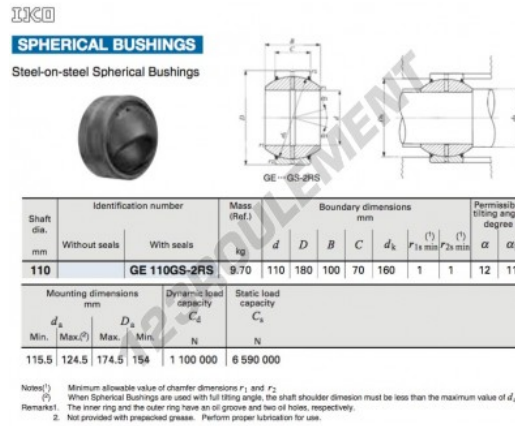 IKO
SPHERICAL BUSHINGS
Steel-on-steel Spherical Bushings
B
C
D
d
GE…GS-2RS
123ROULEMENT
Shaft dia. mm
Identification number
Without seals
With seals
Mass (Ref.) kg
Boundary dimensions mm
d D B C dk r1s min(1) r2s min(1)
Permissib tilting ang degree
α α
110 GE 110GS-2RS 9.70 110 180 100 70 160 1 1 12 11
Mounting dimensions mm
da Da
Min. Max.(2) Max. Min.
Dynamic load capacity Cd N
Static load capacity Cs N
115.5 124.5 174.5 154 1 100 000 6 590 000
Notes(1) Minimum allowable value of chamfer dimensions r1 and r2
(2) When Spherical Bushings are used with full tilting angle, the shaft shoulder dimesion must be less than the maximum value of d
Remarks1. The inner ring and the outer ring have an oil groove and two oil holes, respectively.
2. Not provided with prepacked grease. Perform proper lubrication for use.